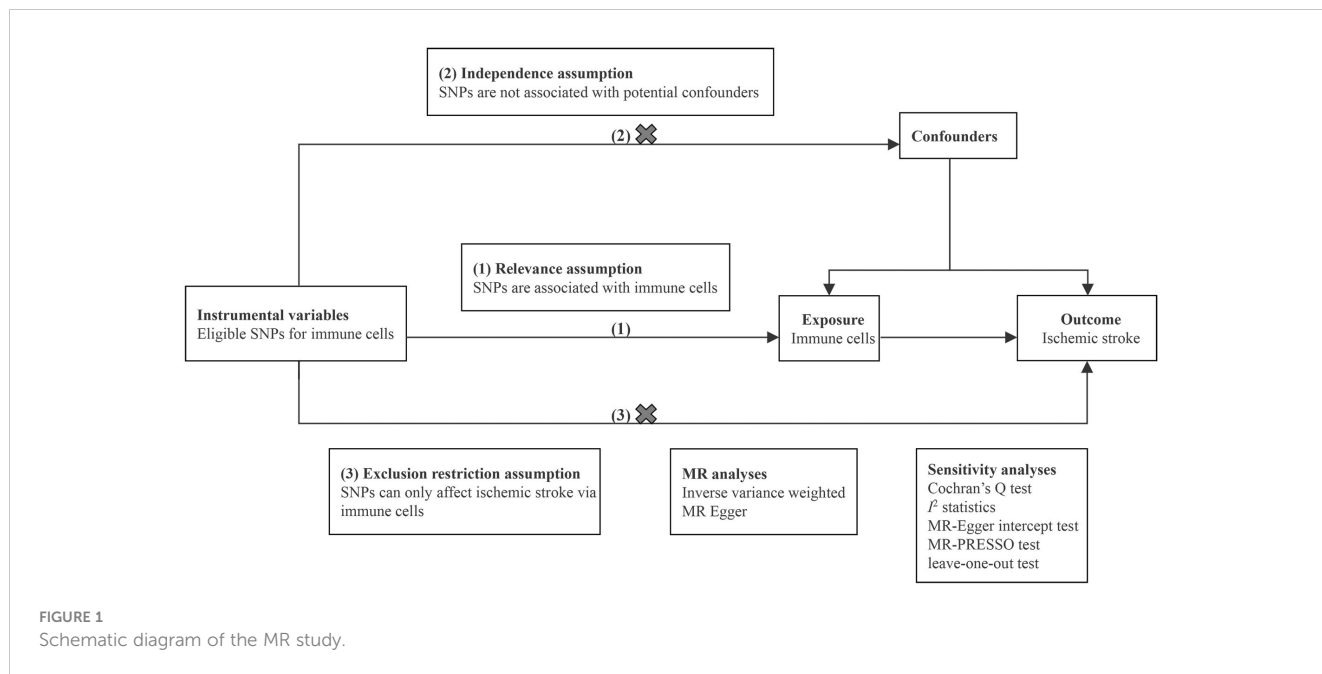 (2) Independence assumption
SNPs are not associated with potential confounders
(2)
Confounders
(1) Relevance assumption
SNPs are associated with immune cells
Instrumental variables
Eligible SNPs for immune cells
(1)
Exposure
Immune cells
Outcome
Ischemic stroke
(3)
(3) Exclusion restriction assumption
SNPs can only affect ischemic stroke via
immune cells
MR analyses
Inverse variance weighted
MR Egger
Sensitivity analyses
Cochran's Q test
I² statistics
MR-Egger intercept test
MR-PRESSO test
leave-one-out test
FIGURE 1
Schematic diagram of the MR study.